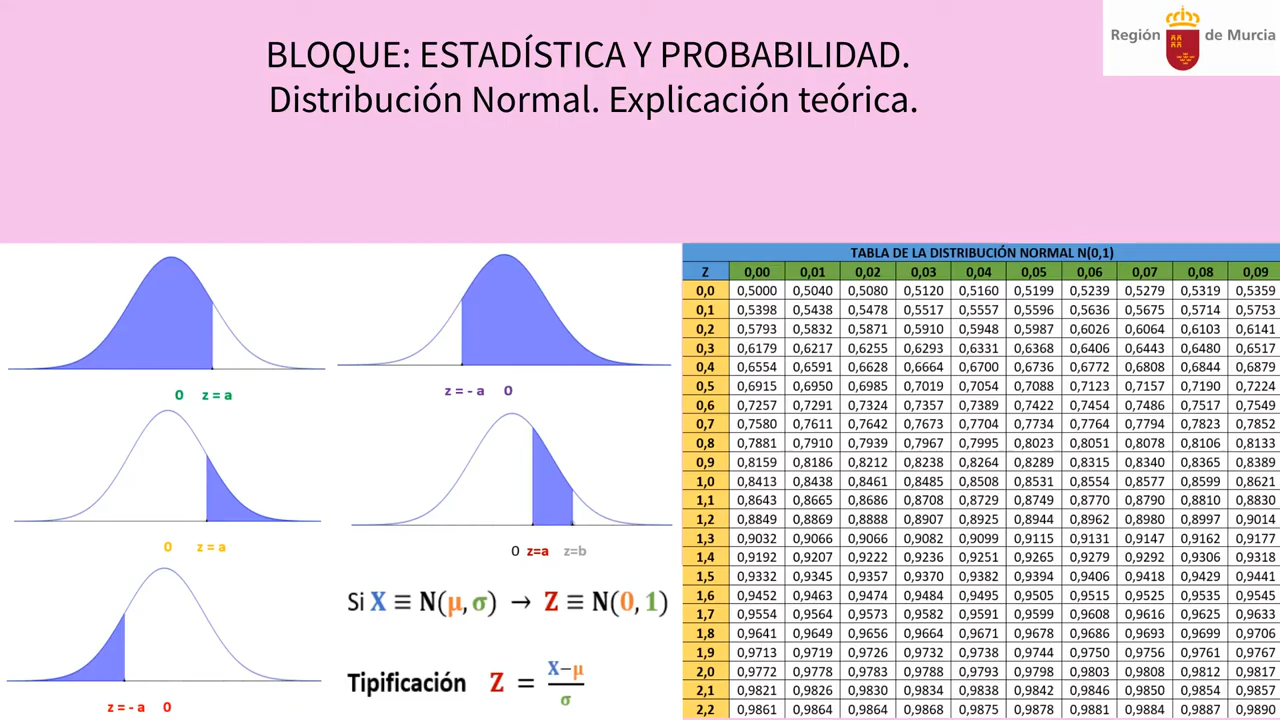 BLOQUE: ESTADÍSTICA Y PROBABILIDAD.
Distribución Normal. Explicación teórica.
Región de Murcia
0 z = a
z = - a 0
0 z = a
0 z=a z=b
z = - a 0
Si X ≡ N(μ, σ) → Z ≡ N(0, 1)
Tipificación Z = X−μ / σ
TABLA DE LA DISTRIBUCIÓN NORMAL N(0,1)
Z 0,00 0,01 0,02 0,03 0,04 0,05 0,06 0,07 0,08 0,09
0,0 0,5000 0,5040 0,5080 0,5120 0,5160 0,5199 0,5239 0,5279 0,5319 0,5359
0,1 0,5398 0,5438 0,5478 0,5517 0,5557 0,5596 0,5636 0,5675 0,5714 0,5753
0,2 0,5793 0,5832 0,5871 0,5910 0,5948 0,5987 0,6026 0,6064 0,6103 0,6141
0,3 0,6179 0,6217 0,6255 0,6293 0,6331 0,6368 0,6406 0,6443 0,6480 0,6517
0,4 0,6554 0,6591 0,6628 0,6664 0,6700 0,6736 0,6772 0,6808 0,6844 0,6879
0,5 0,6915 0,6950 0,6985 0,7019 0,7054 0,7088 0,7123 0,7157 0,7190 0,7224
0,6 0,7257 0,7291 0,7324 0,7357 0,7389 0,7422 0,7454 0,7486 0,7517 0,7549
0,7 0,7580 0,7611 0,7642 0,7673 0,7704 0,7734 0,7764 0,7794 0,7823 0,7852
0,8 0,7881 0,7910 0,7939 0,7967 0,7995 0,8023 0,8051 0,8078 0,8106 0,8133
0,9 0,8159 0,8186 0,8212 0,8238 0,8264 0,8289 0,8315 0,8340 0,8365 0,8389
1,0 0,8413 0,8438 0,8461 0,8485 0,8508 0,8531 0,8554 0,8577 0,8599 0,8621
1,1 0,8643 0,8665 0,8686 0,8708 0,8729 0,8749 0,8770 0,8790 0,8810 0,8830
1,2 0,8849 0,8869 0,8888 0,8907 0,8925 0,8944 0,8962 0,8980 0,8997 0,9014
1,3 0,9032 0,9066 0,9066 0,9082 0,9099 0,9115 0,9131 0,9147 0,9162 0,9177
1,4 0,9192 0,9207 0,9222 0,9236 0,9251 0,9265 0,9279 0,9292 0,9306 0,9318
1,5 0,9332 0,9345 0,9357 0,9370 0,9382 0,9394 0,9406 0,9418 0,9429 0,9441
1,6 0,9452 0,9463 0,9474 0,9484 0,9495 0,9505 0,9515 0,9525 0,9535 0,9545
1,7 0,9554 0,9564 0,9573 0,9582 0,9591 0,9599 0,9608 0,9616 0,9625 0,9633
1,8 0,9641 0,9649 0,9656 0,9664 0,9671 0,9678 0,9686 0,9693 0,9699 0,9706
1,9 0,9713 0,9719 0,9726 0,9732 0,9738 0,9744 0,9750 0,9756 0,9761 0,9767
2,0 0,9772 0,9778 0,9783 0,9788 0,9793 0,9798 0,9803 0,9808 0,9812 0,9817
2,1 0,9821 0,9826 0,9830 0,9834 0,9838 0,9842 0,9846 0,9850 0,9854 0,9857
2,2 0,9861 0,9864 0,9864 0,9868 0,9875 0,9878 0,9881 0,9884 0,9887 0,9890